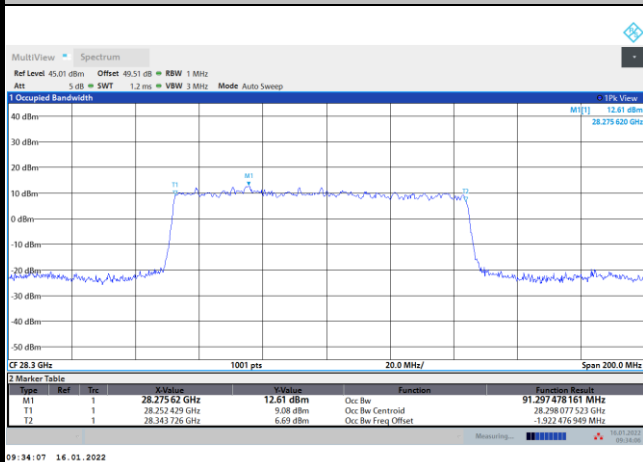 MultiView Spectrum
Ref Level 45.01 dBm Offset 49.51 dB RBW 1 MHz
Att 5 dB SWT 1.2 ms VBW 3 MHz Mode Auto Sweep
1 Occupied Bandwidth 1Pk View
M1[1] 12.61 dBm
28.275 620 GHz
40 dBm
30 dBm
20 dBm
M1
T1 T2
10 dBm
0 dBm
-10 dBm
-20 dBm
-30 dBm
-40 dBm
-50 dBm
CF 28.3 GHz 1001 pts 20.0 MHz/ Span 200.0 MHz
2 Marker Table
Type Ref Trc X-Value Y-Value Function Function Result
M1 1 28.27562 GHz 12.61 dBm Occ Bw 91.297 478 161 MHz
T1 1 28.252 429 GHz 9.08 dBm Occ Bw Centroid 28.298 077 523 GHz
T2 1 28.343 726 GHz 6.69 dBm Occ Bw Freq Offset -1.922 476 949 MHz
Measuring... 16.01.2022
09:34:06
09:34:07 16.01.2022